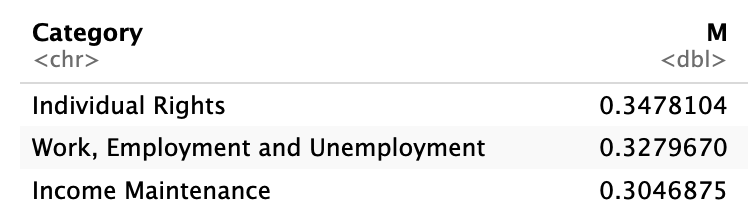 Category M
<chr> <dbl>
Individual Rights 0.3478104
Work, Employment and Unemployment 0.3279670
Income Maintenance 0.3046875